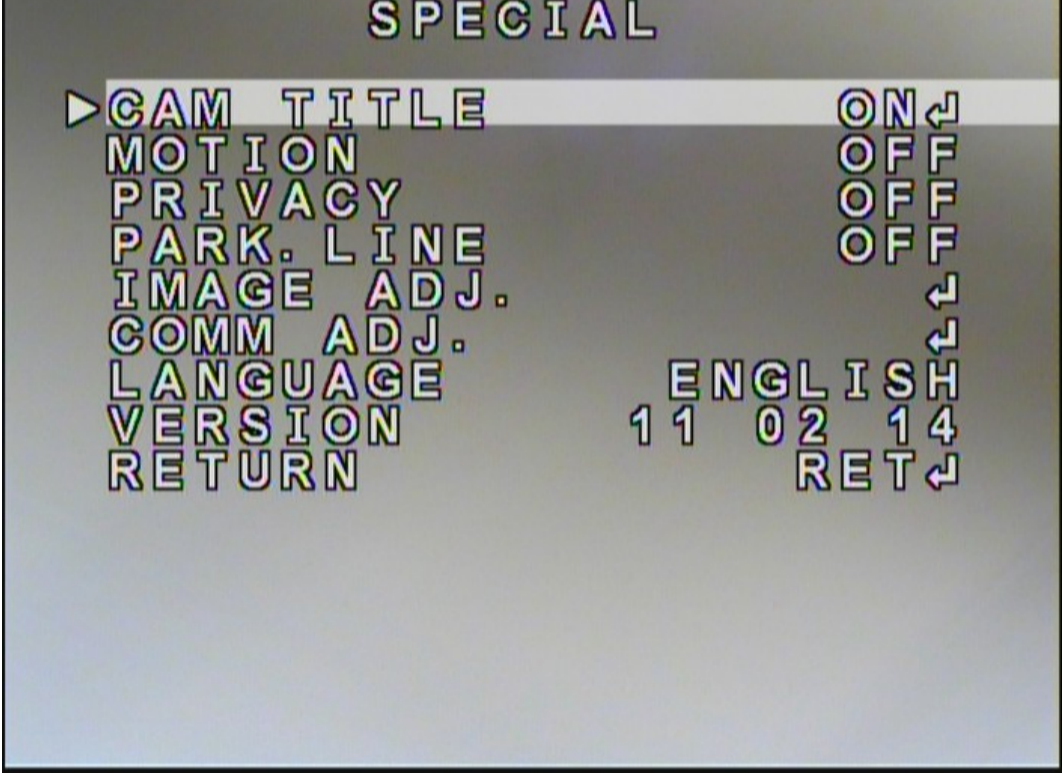 SPECIAL
CAM TITLE ON↲
MOTION OFF
PRIVACY OFF
PARK. LINE OFF
IMAGE ADJ. ↲
COMM ADJ. ↲
LANGUAGE ENGLISH
VERSION 11 02 14
RETURN RET↲